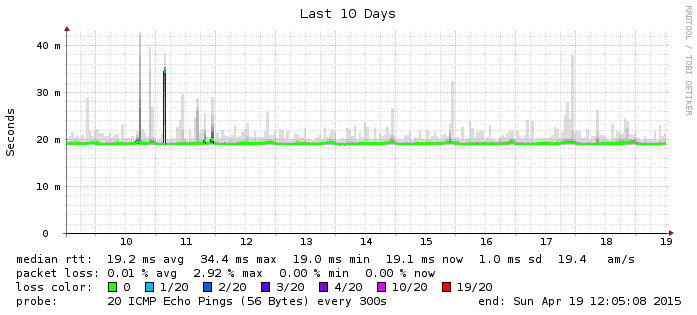 Last 10 Days
RRDTOOL / TOBI OETIKER
Seconds
40 m
30 m
20 m
10 m
0
10 11 12 13 14 15 16 17 18 19
median rtt: 19.2 ms avg 34.4 ms max 19.0 ms min 19.1 ms now 1.0 ms sd 19.4 am/s
packet loss: 0.01 % avg 2.92 % max 0.00 % min 0.00 % now
loss color: 0 1/20 2/20 3/20 4/20 10/20 19/20
probe: 20 ICMP Echo Pings (56 Bytes) every 300s end: Sun Apr 19 12:05:08 2015